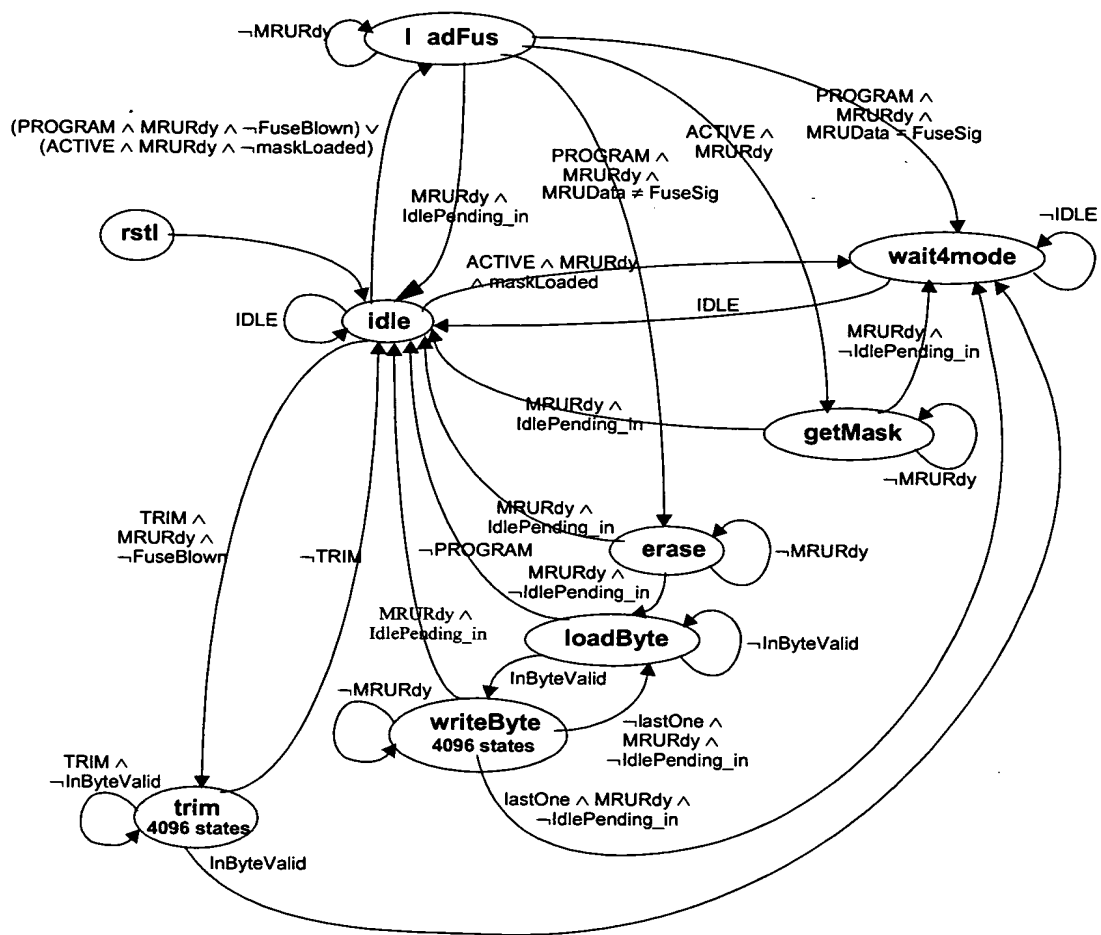 ¬MRURdy
l adFus
(PROGRAM ∧ MRURdy ∧ ¬FuseBlown) ∨
(ACTIVE ∧ MRURdy ∧ ¬maskLoaded)
PROGRAM ∧
MRURdy ∧
MRUData = FuseSig
ACTIVE ∧
MRURdy
PROGRAM ∧
MRURdy ∧
MRUData ≠ FuseSig
MRURdy ∧
IdlePending_in
rstl
¬IDLE
wait4mode
ACTIVE ∧ MRURdy
∧ maskLoaded
IDLE
IDLE
idle
MRURdy ∧
¬IdlePending_in
MRURdy ∧
IdlePending_in
getMask
¬MRURdy
TRIM ∧
MRURdy ∧
¬FuseBlown
¬TRIM
MRURdy ∧
IdlePending_in
¬PROGRAM
erase
¬MRURdy
MRURdy ∧
¬IdlePending_in
MRURdy ∧
IdlePending_in
loadByte
¬InByteValid
InByteValid
¬MRURdy
writeByte
4096 states
¬lastOne ∧
MRURdy ∧
¬IdlePending_in
TRIM ∧
¬InByteValid
trim
4096 states
lastOne ∧ MRURdy ∧
¬IdlePending_in
InByteValid